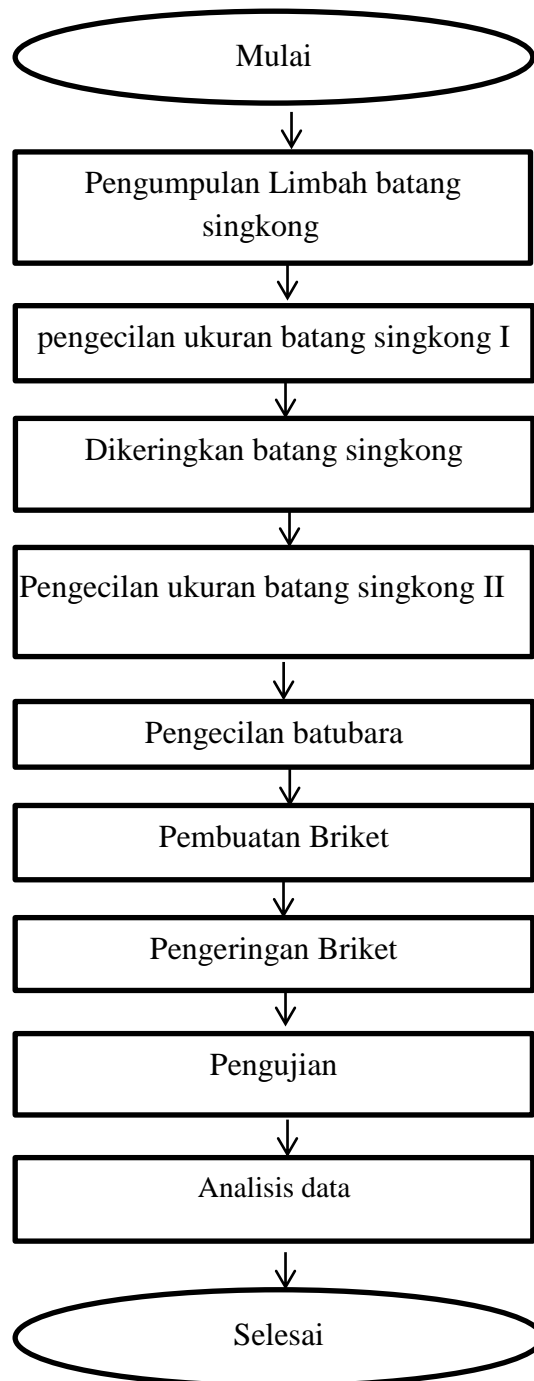 Mulai
Pengumpulan Limbah batang
singkong
pengecilan ukuran batang singkong I
Dikeringkan batang singkong
Pengecilan ukuran batang singkong II
Pengecilan batubara
Pembuatan Briket
Pengeringan Briket
Pengujian
Analisis data
Selesai